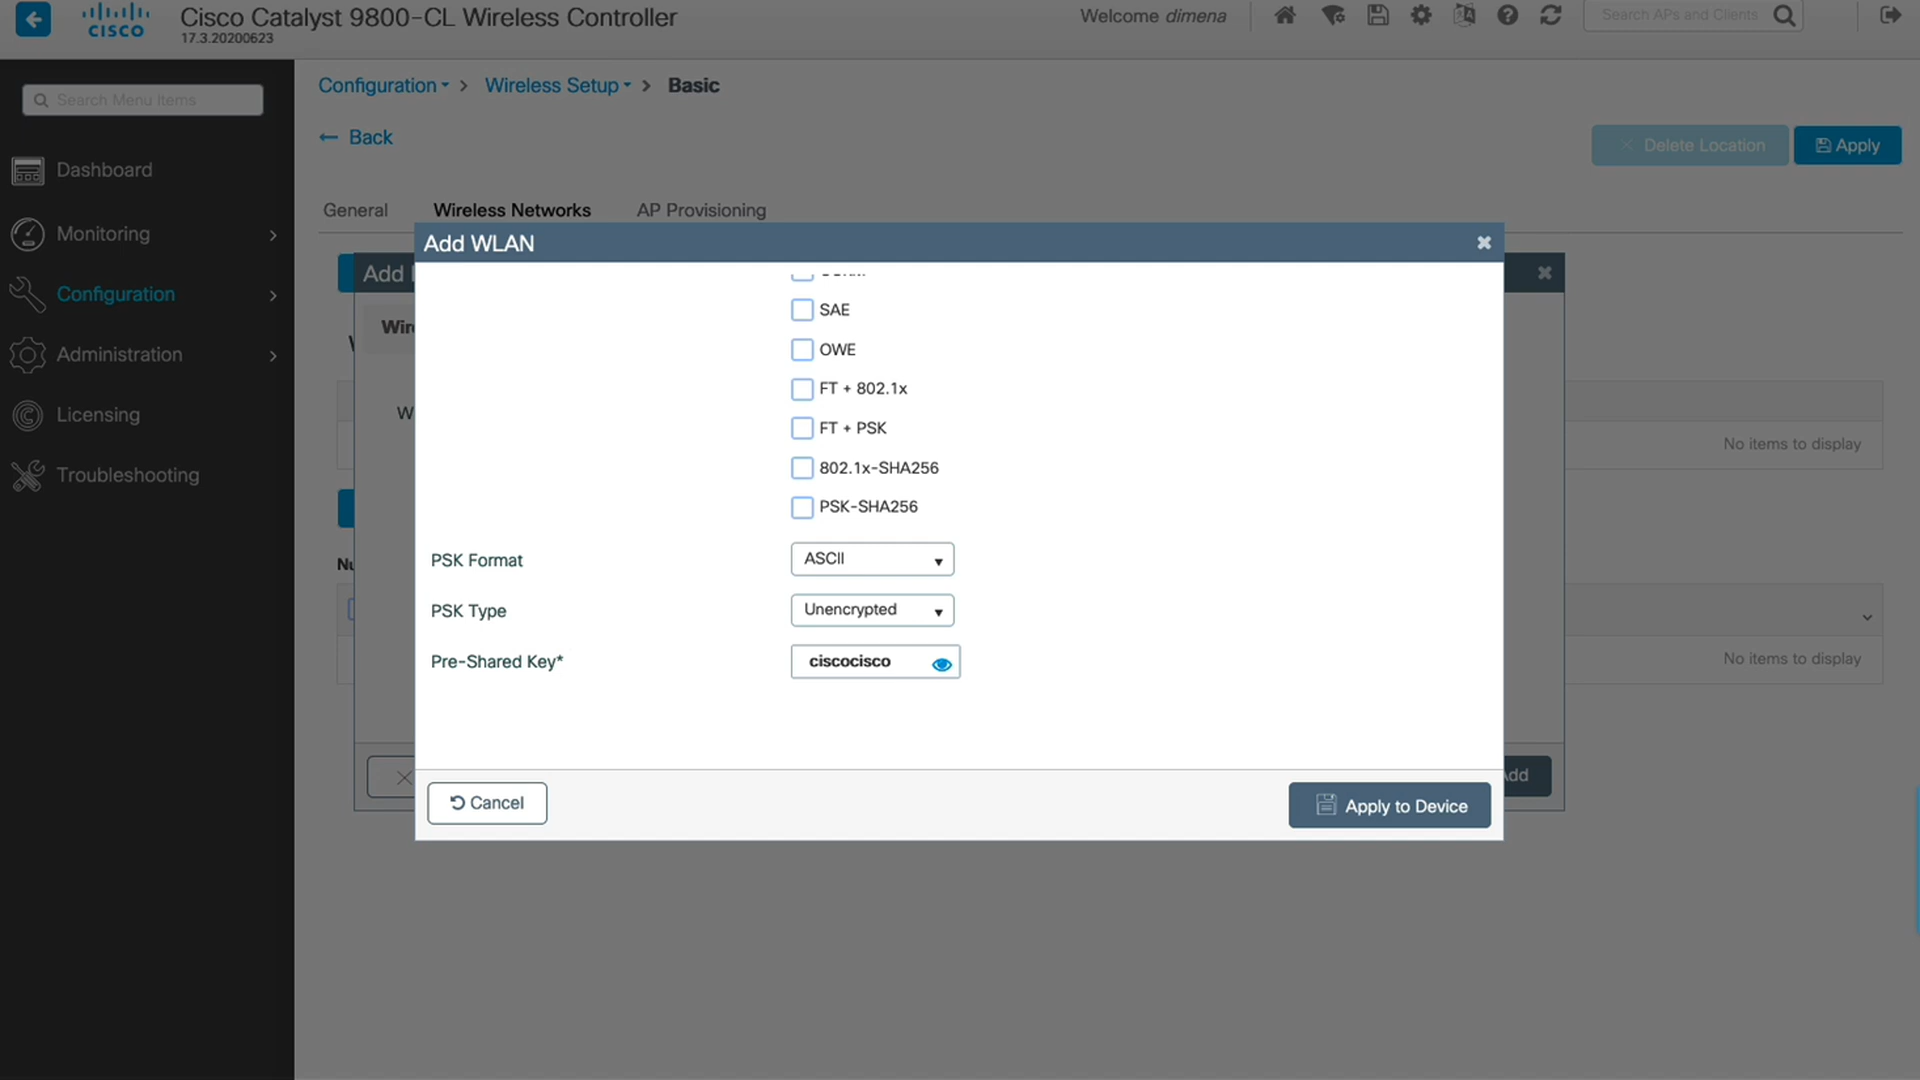 CISCO
Cisco Catalyst 9800-CL Wireless Controller
17.3.20200623
Welcome dimena
Search APs and Clients
Search Menu Items
Configuration
Wireless Setup
Basic
Back
Delete Location
Apply
Dashboard
Monitoring
Configuration
Administration
Licensing
Troubleshooting
General
Wireless Networks
AP Provisioning
Add
Add WLAN
SAE
OWE
FT + 802.1x
FT + PSK
802.1x-SHA256
PSK-SHA256
No items to display
PSK Format
ASCII
PSK Type
Unencrypted
Pre-Shared Key*
ciscocisco
No items to display
Cancel
Apply to Device